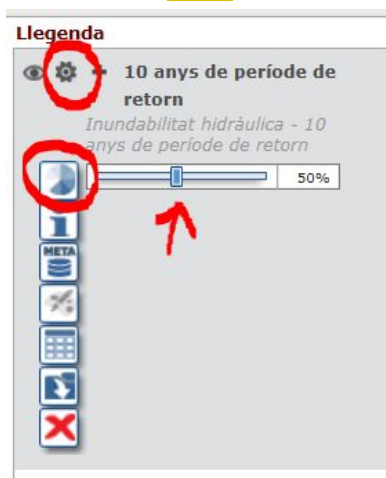 Llegenda
10 anys de període de
retorn
Inundabilitat hidràulica - 10
anys de període de retorn
50%
i
META